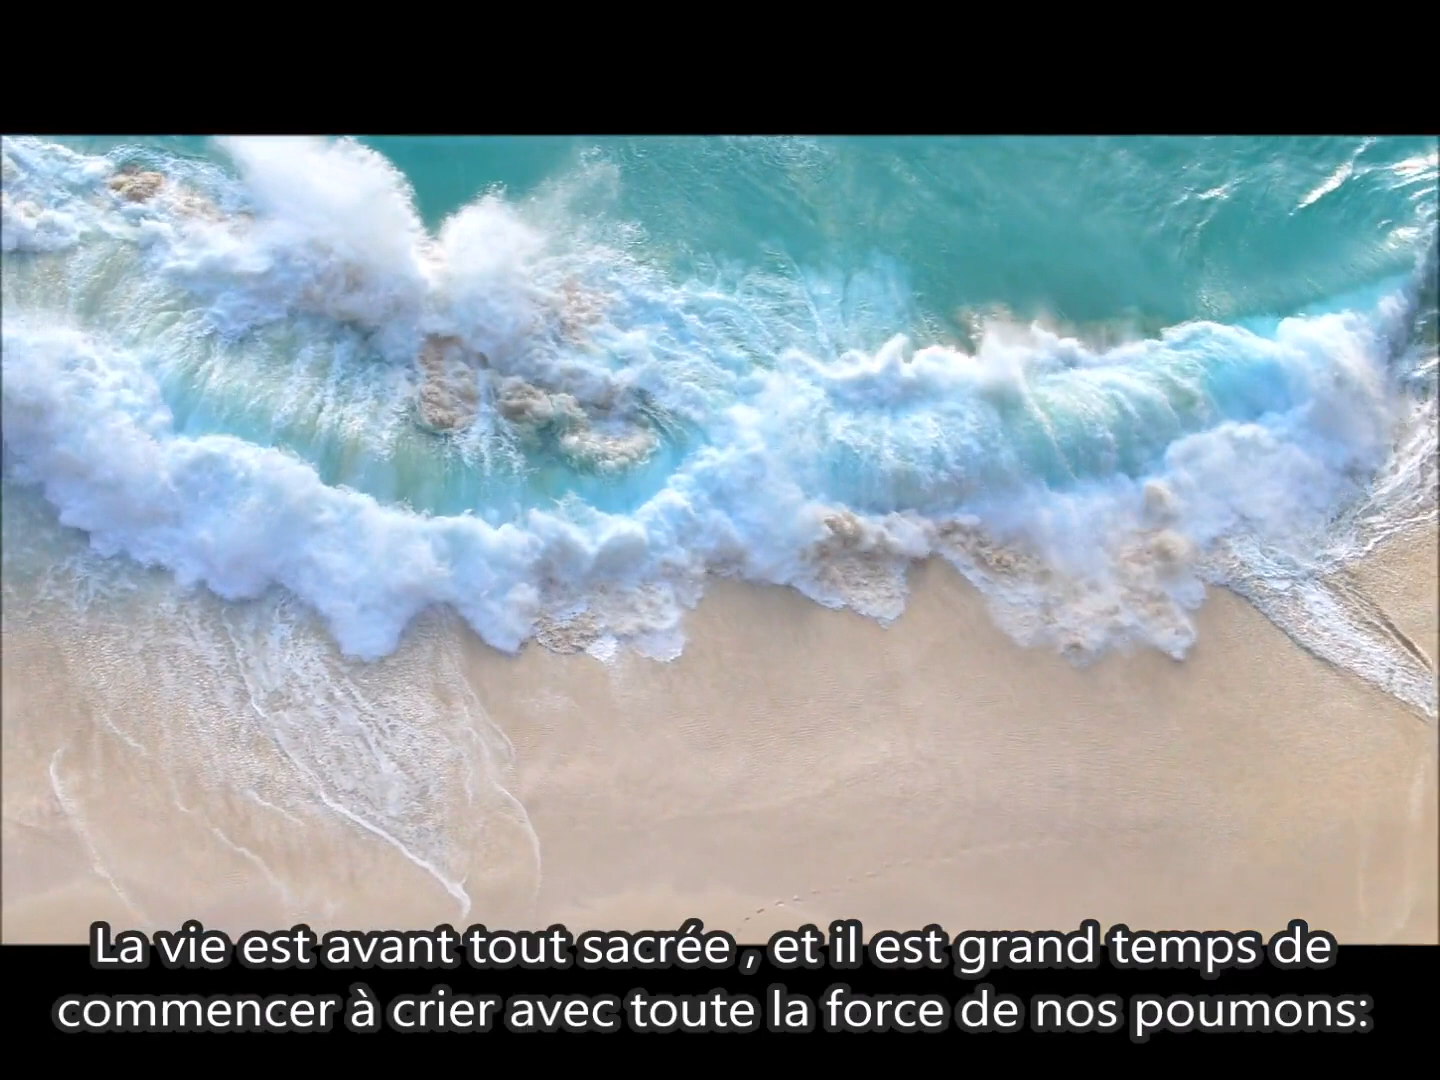 La vie est avant tout sacrée , et il est grand temps de
commencer à crier avec toute la force de nos poumons: